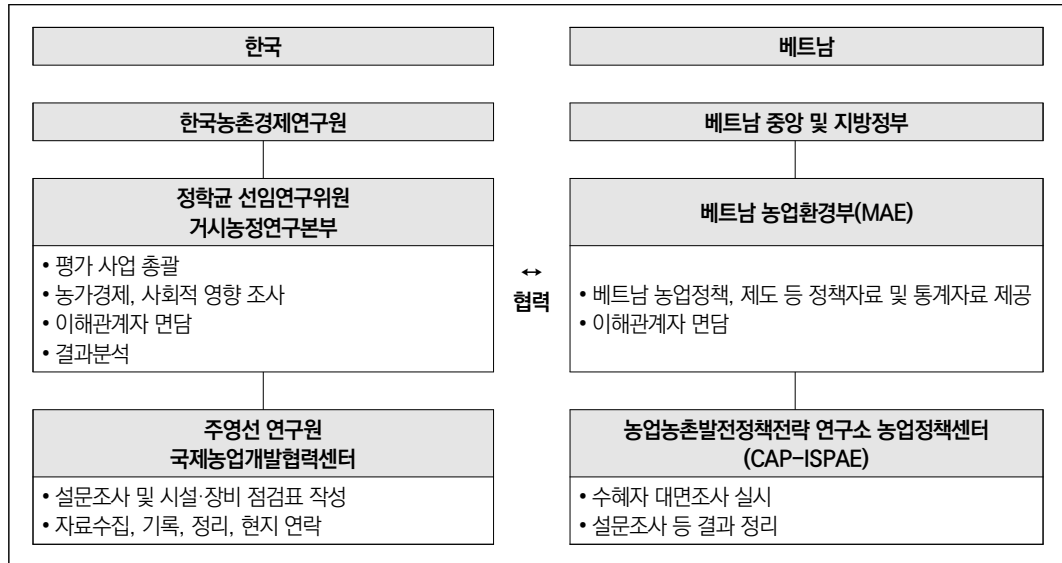 한국
한국농촌경제연구원
정학균 선임연구위원
거시농정연구본부
• 평가 사업 총괄
• 농가경제, 사회적 영향 조사
• 이해관계자 면담
• 결과분석
주영선 연구원
국제농업개발협력센터
• 설문조사 및 시설·장비 점검표 작성
• 자료수집, 기록, 정리, 현지 연락
↔
협력
베트남
베트남 중앙 및 지방정부
베트남 농업환경부(MAE)
• 베트남 농업정책, 제도 등 정책자료 및 통계자료 제공
• 이해관계자 면담
농업농촌발전정책전략 연구소 농업정책센터
(CAP-ISPAE)
• 수혜자 대면조사 실시
• 설문조사 등 결과 정리